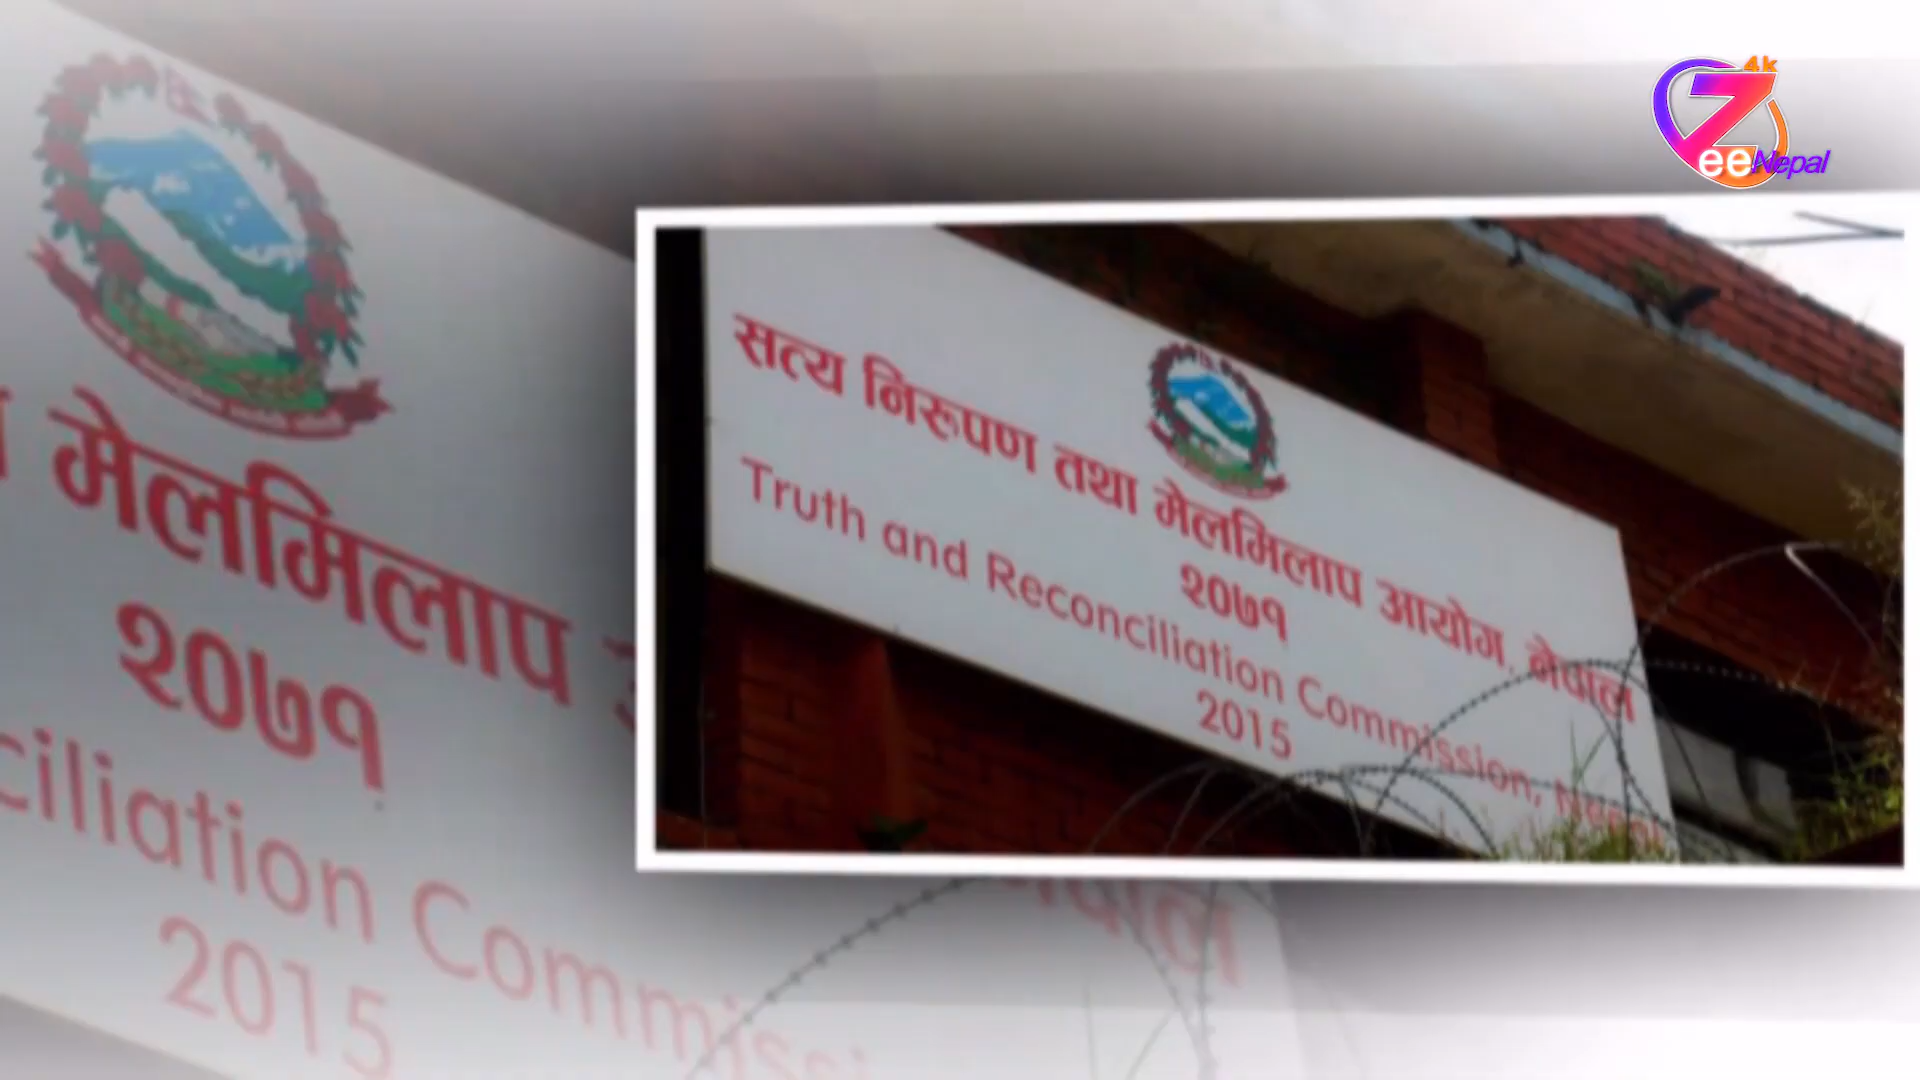 4k
Zee Nepal
सत्य निरुपण तथा मेलमिलाप आयोग, नेपाल
२०७१
Truth and Reconciliation Commission, Nepal
2015
मेलमिलाप
२०७१
ciliation Commissi
2015